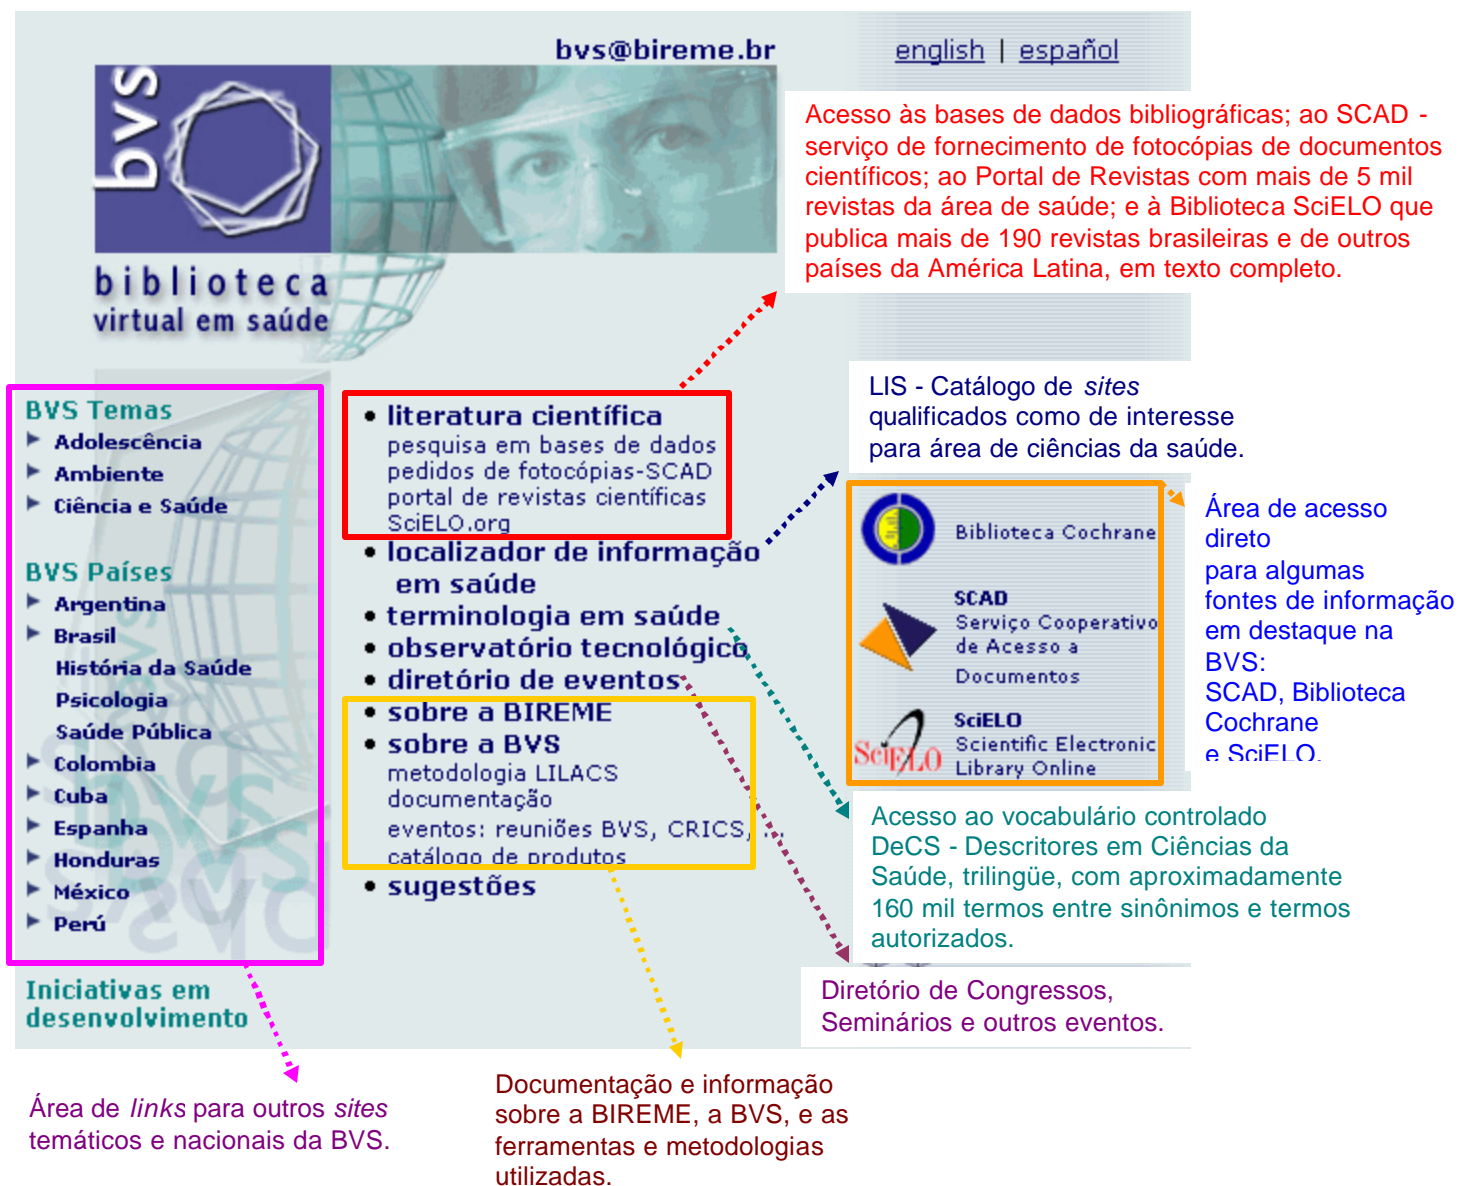 bvs@bireme.br
english | español
bvs
biblioteca
virtual em saúde
Acesso às bases de dados bibliográficas; ao SCAD -
serviço de fornecimento de fotocópias de documentos
científicos; ao Portal de Revistas com mais de 5 mil
revistas da área de saúde; e à Biblioteca SciELO que
publica mais de 190 revistas brasileiras e de outros
países da América Latina, em texto completo.
BVS Temas
Adolescência
Ambiente
Ciência e Saúde
BVS Países
Argentina
Brasil
História da Saúde
Psicologia
Saúde Pública
Colombia
Cuba
Espanha
Honduras
México
Perú
Iniciativas em
desenvolvimento
• literatura científica
pesquisa em bases de dados
pedidos de fotocópias-SCAD
portal de revistas científicas
SciELO.org
• localizador de informação
em saúde
• terminologia em saúde
• observatório tecnológico
• diretório de eventos
• sobre a BIREME
• sobre a BVS
metodologia LILACS
documentação
eventos: reuniões BVS, CRICS, ...
catálogo de produtos
• sugestões
LIS - Catálogo de sites
qualificados como de interesse
para área de ciências da saúde.
Biblioteca Cochrane
SCAD
Serviço Cooperativo
de Acesso a
Documentos
SciELO
SciELO
Scientific Electronic
Library Online
Área de acesso
direto
para algumas
fontes de informação
em destaque na
BVS:
SCAD, Biblioteca
Cochrane
e SciELO.
Acesso ao vocabulário controlado
DeCS - Descritores em Ciências da
Saúde, trilingüe, com aproximadamente
160 mil termos entre sinônimos e termos
autorizados.
Diretório de Congressos,
Seminários e outros eventos.
Área de links para outros sites
temáticos e nacionais da BVS.
Documentação e informação
sobre a BIREME, a BVS, e as
ferramentas e metodologias
utilizadas.